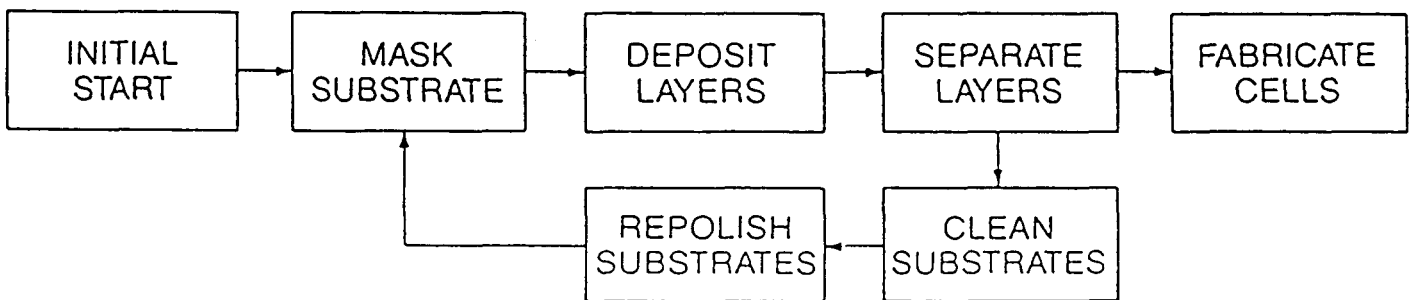 INITIAL
START
MASK
SUBSTRATE
DEPOSIT
LAYERS
SEPARATE
LAYERS
FABRICATE
CELLS
REPOLISH
SUBSTRATES
CLEAN
SUBSTRATES